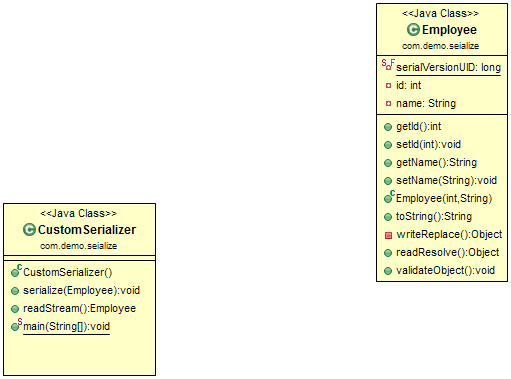 <<Java Class>>
Employee
com.demo.seialize
serialVersionUID: long
id: int
name: String
getId():int
setId(int):void
getName():String
setName(String):void
Employee(int,String)
toString():String
writeReplace():Object
readResolve():Object
validateObject():void
<<Java Class>>
CustomSerializer
com.demo.seialize
CustomSerializer()
serialize(Employee):void
readStream():Employee
main(String[]):void